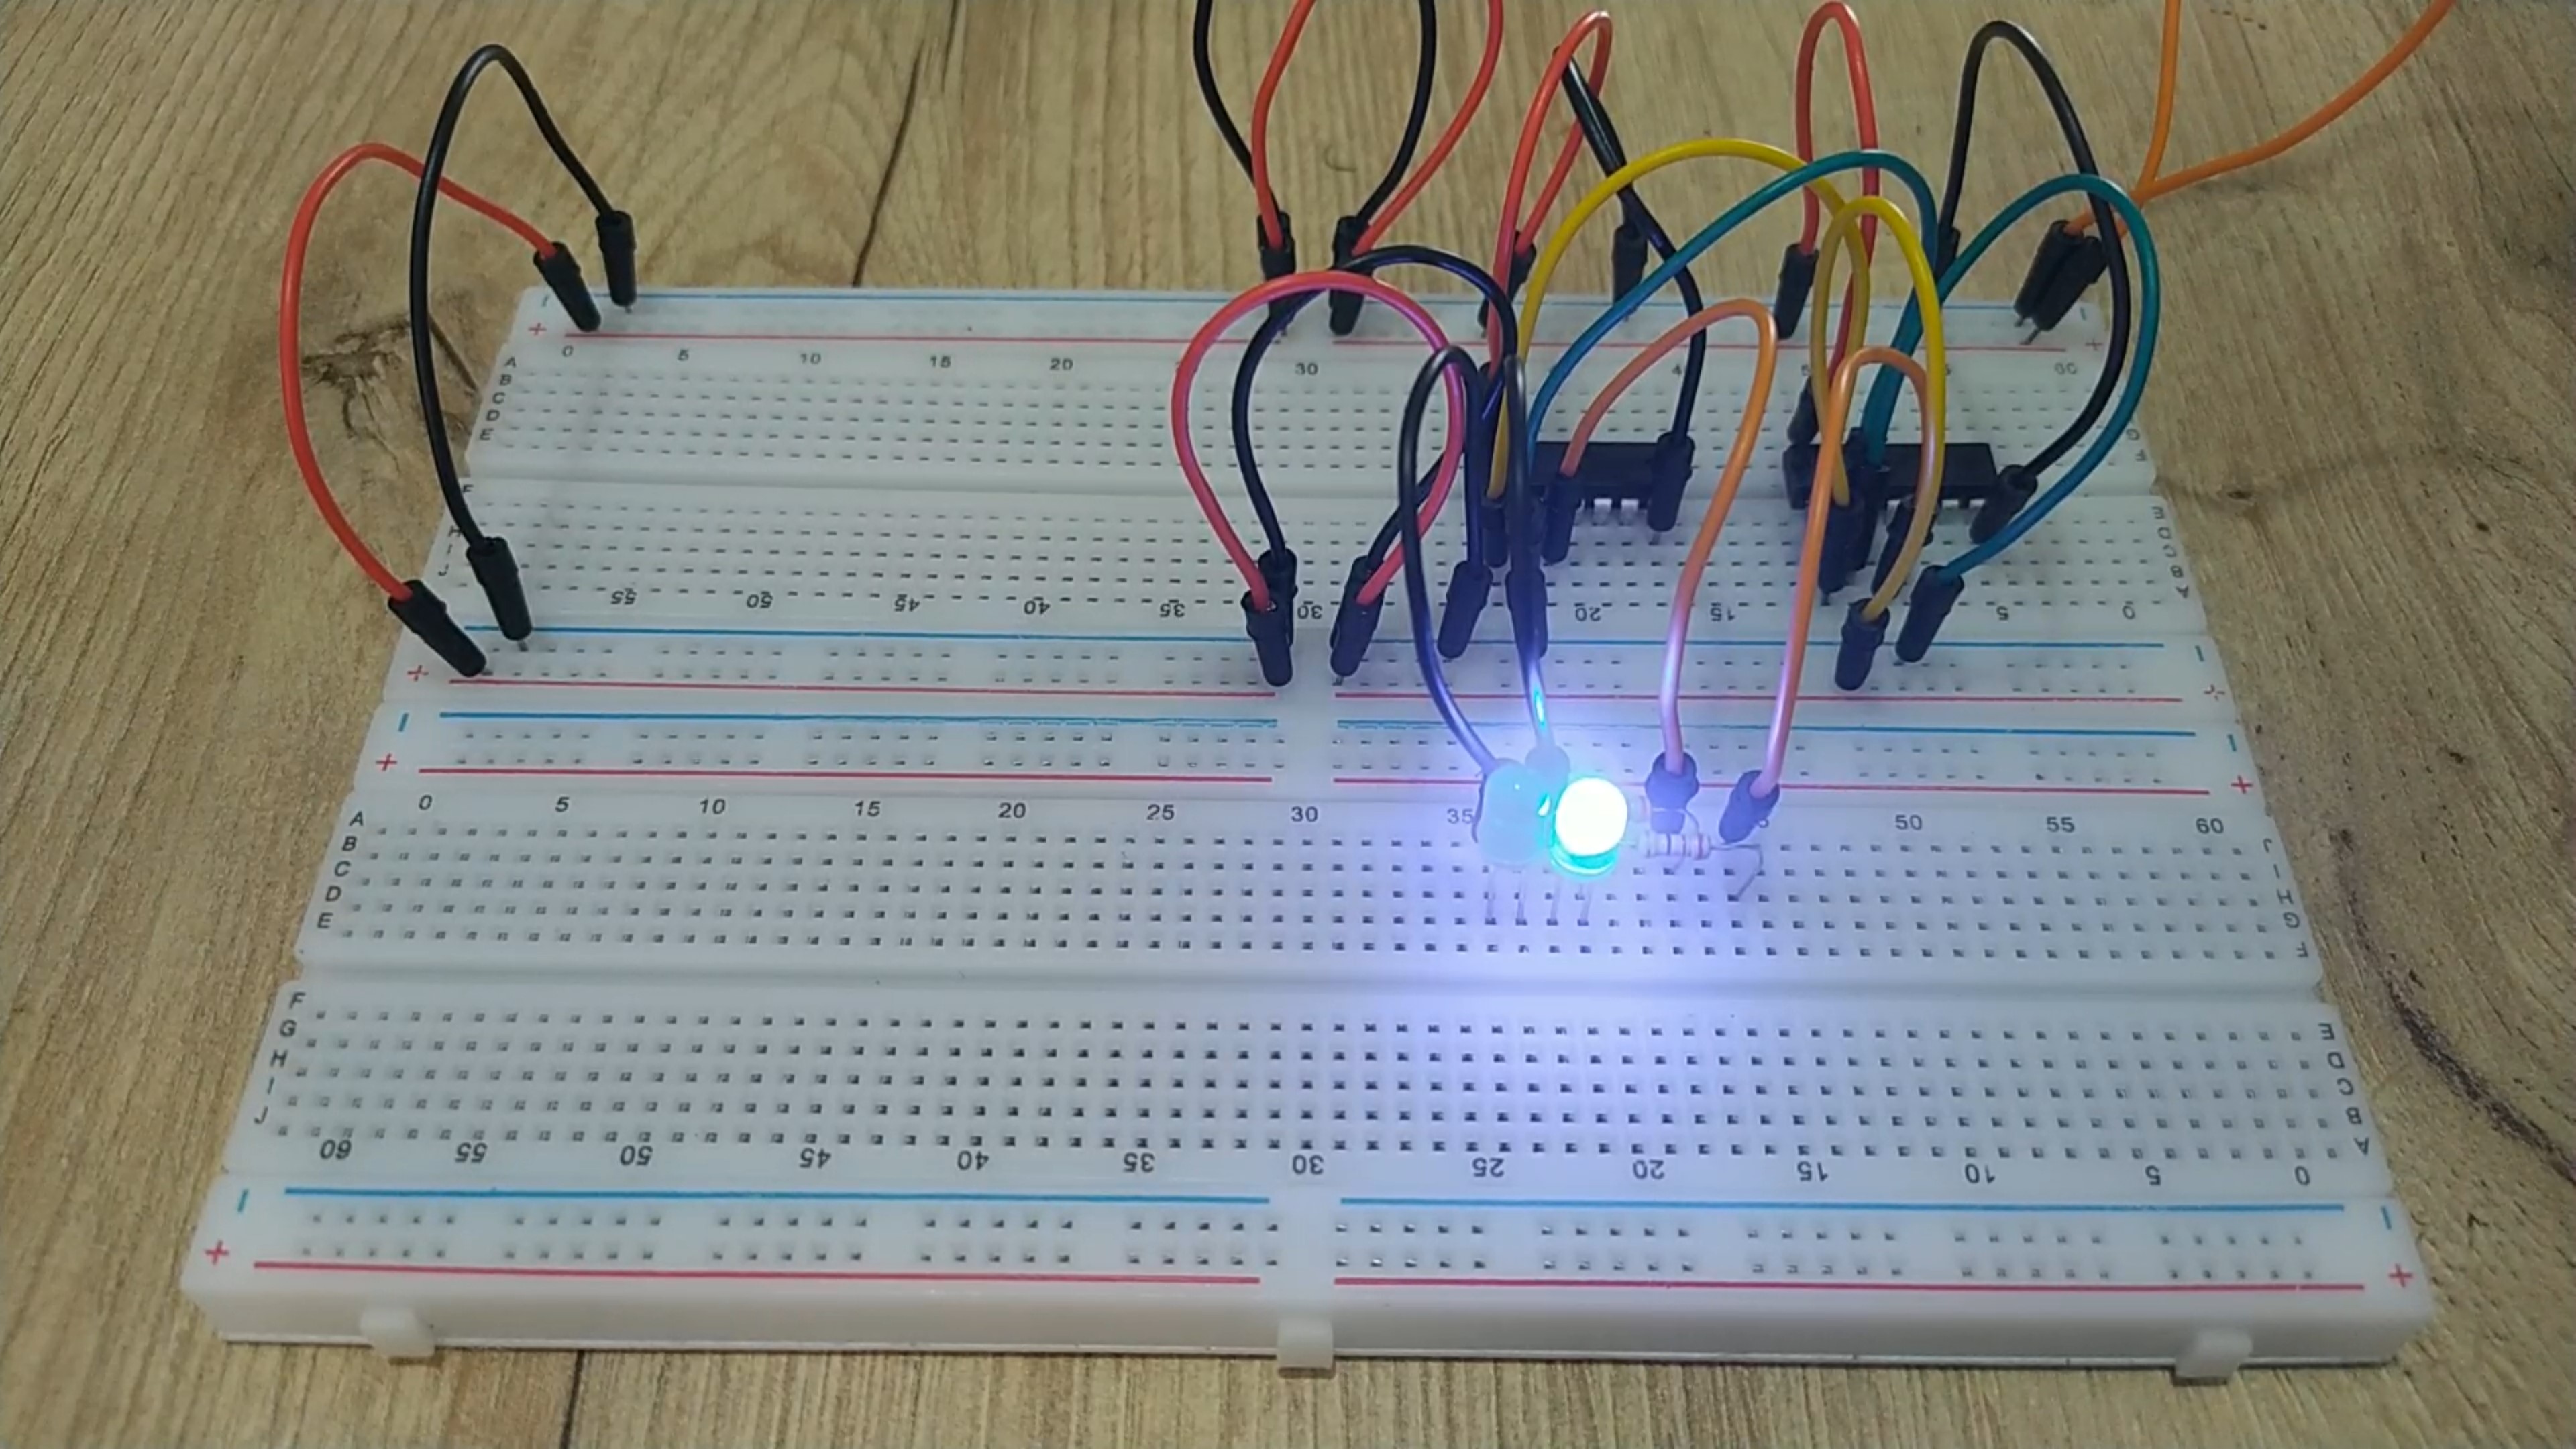 − −
+ +
0 5 10 15 20 30 60
A
B
C
D
E
F
H
I
J
E
D
C
B
A
55 50 45 40 35 30 20 15 5 0
−
+ +
− −
+ +
0 5 10 15 20 25 30 35 50 55 60
A J
B I
C H
D G
E F
F E
G D
H C
I B
J A
60 55 50 45 40 35 30 25 20 15 10 5 0
− −
+ +